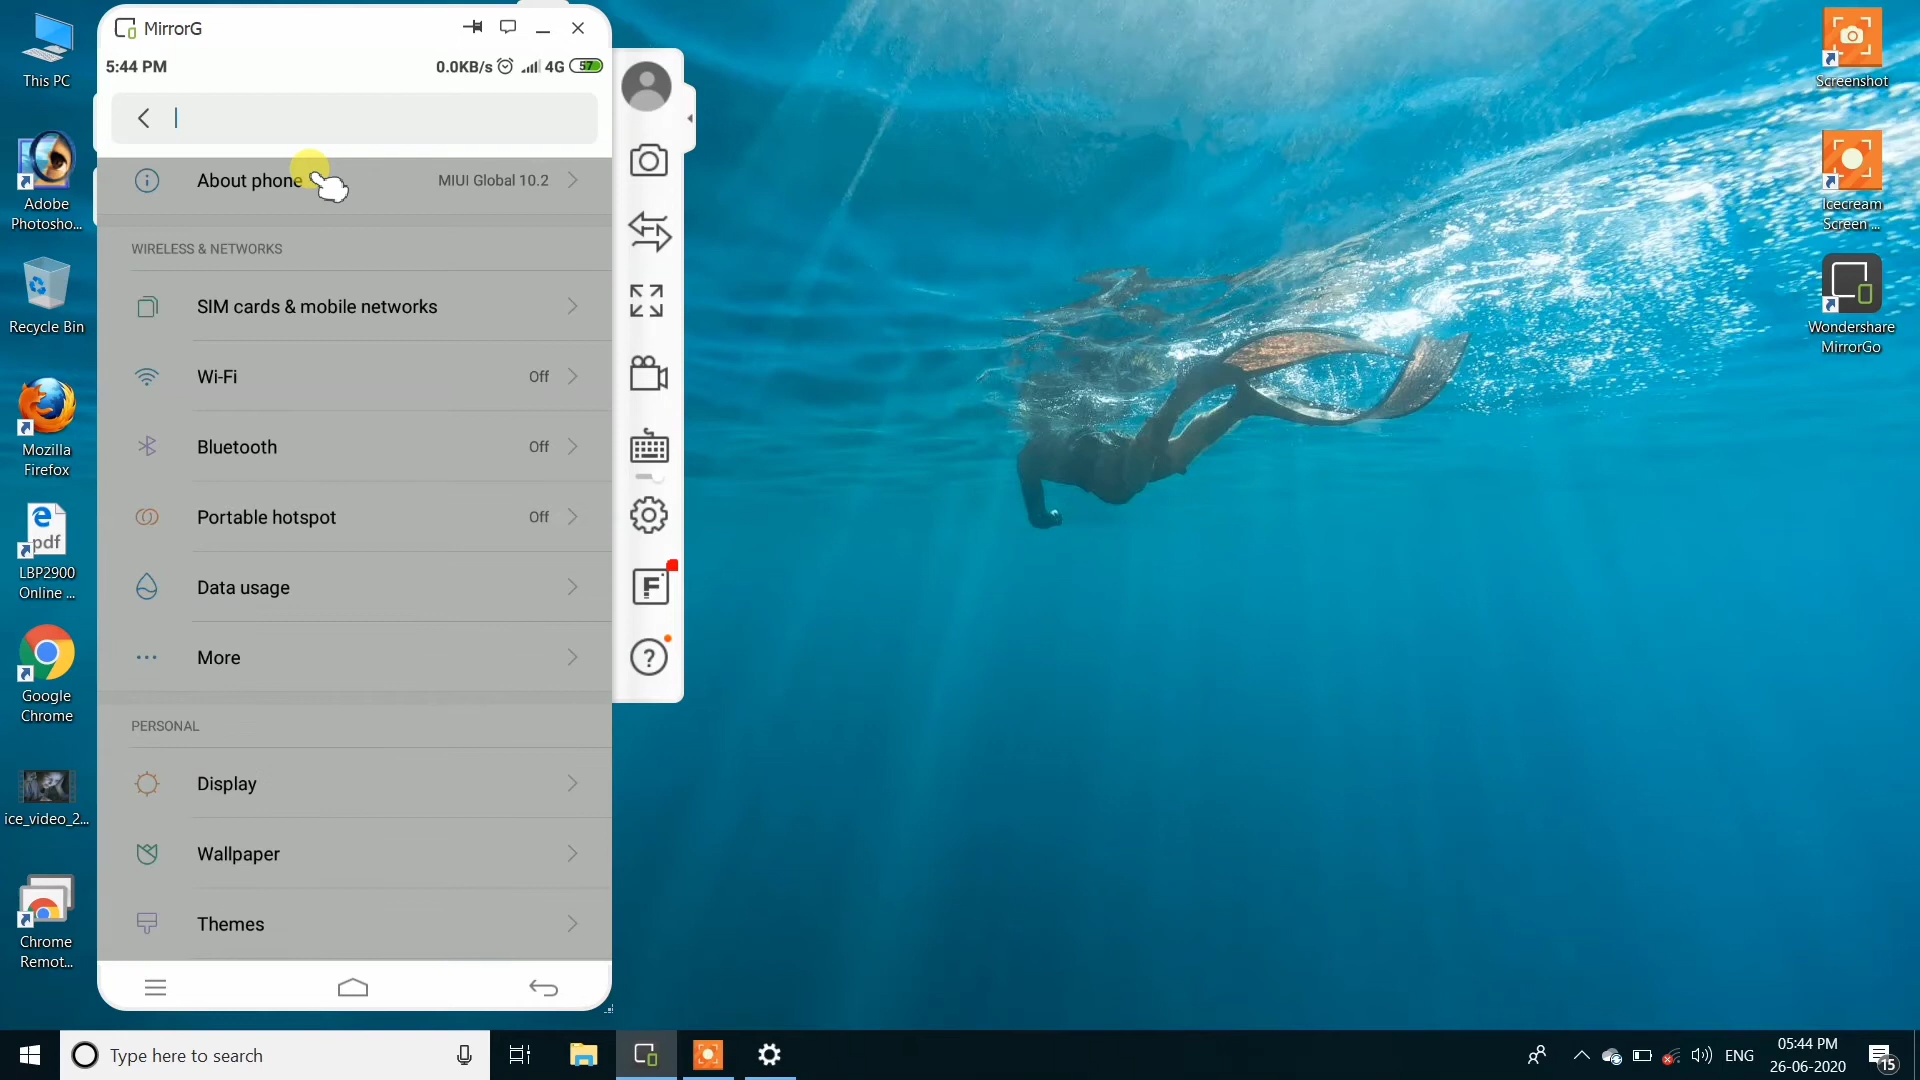 MirrorG
5:44 PM
0.0KB/s 4G 57
About phone MIUI Global 10.2
WIRELESS & NETWORKS
SIM cards & mobile networks
Wi-Fi Off
Bluetooth Off
Portable hotspot Off
Data usage
More
PERSONAL
Display
Wallpaper
Themes
This PC
Adobe
Photosho...
Recycle Bin
Mozilla
Firefox
pdf
LBP2900
Online ...
Google
Chrome
ice_video_2...
Chrome
Remot...
F
?
Screenshot
Icecream
Screen ...
Wondershare
MirrorGo
Type here to search
ENG
05:44 PM
26-06-2020
15